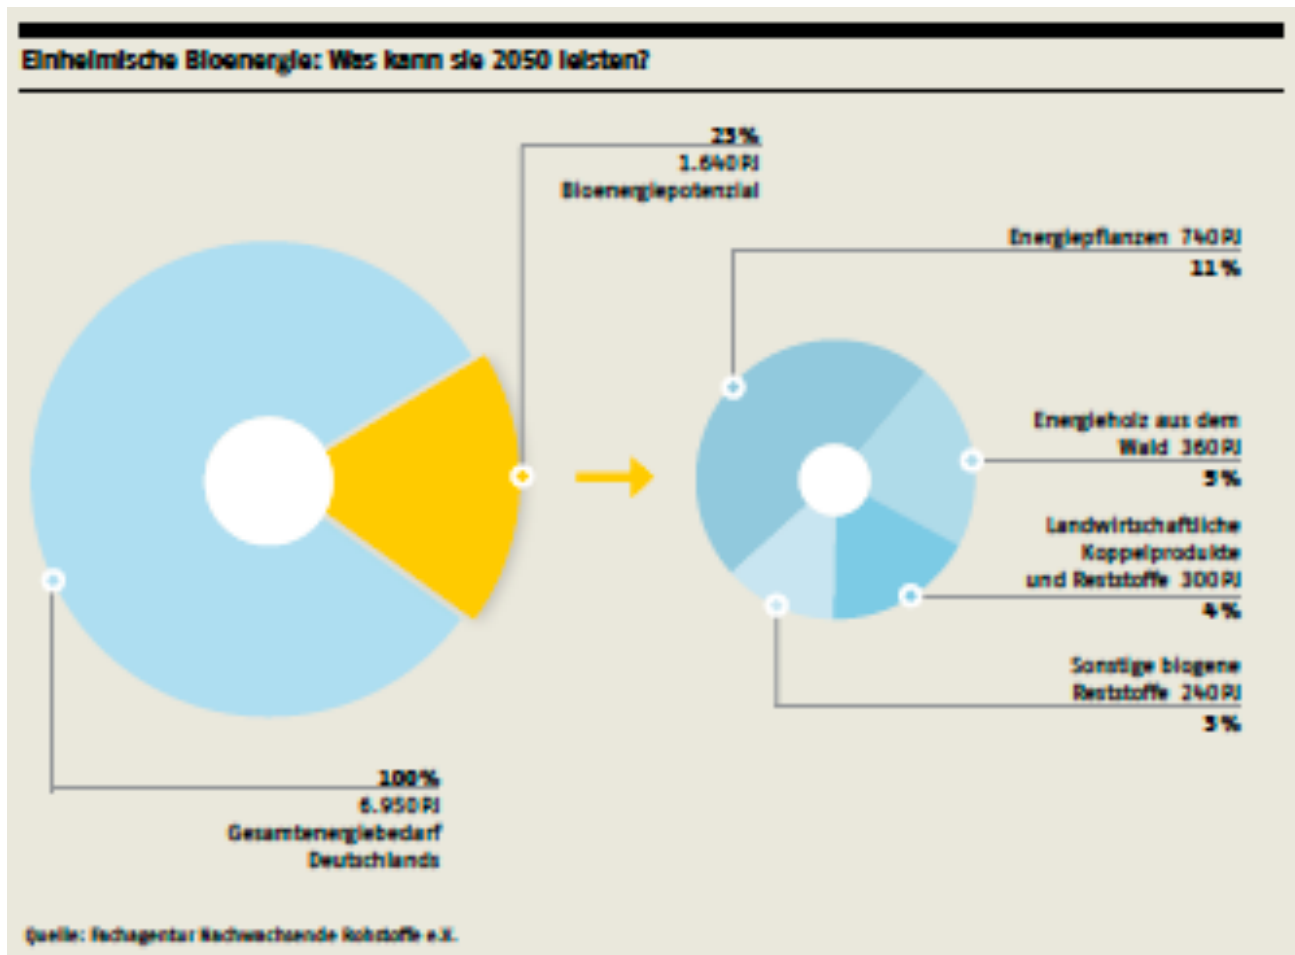 Einheimische Bioenergie: Was kann sie 2050 leisten?
23%
1.640 PJ
Bioenergiepotenzial
Energiepflanzen 740 PJ
11%
Energieholz aus dem
Wald 360 PJ
5%
Landwirtschaftliche
Koppelprodukte
und Reststoffe 300 PJ
4%
Sonstige biogene
Reststoffe 240 PJ
3%
100%
6.950 PJ
Gesamtenergiebedarf
Deutschlands
Quelle: Fachagentur Nachwachsende Rohstoffe e.V.